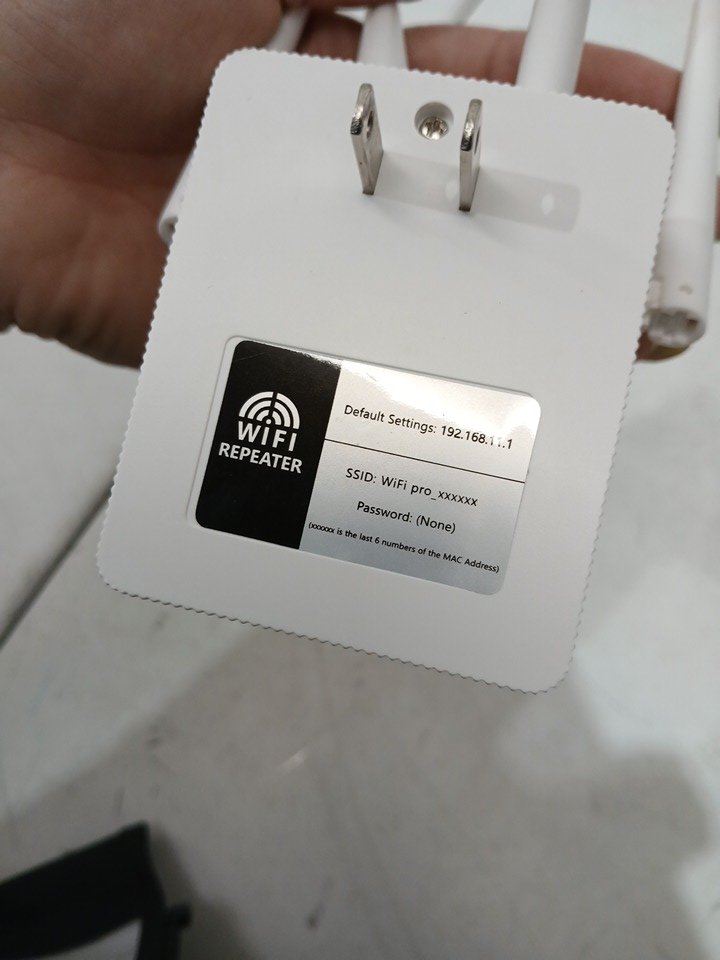 WiFi
REPEATER
Default Settings: 192.168.11.1
SSID: WiFi pro_xxxxxx
Password: (None)
(xxxxxx is the last 6 numbers of the MAC Address)